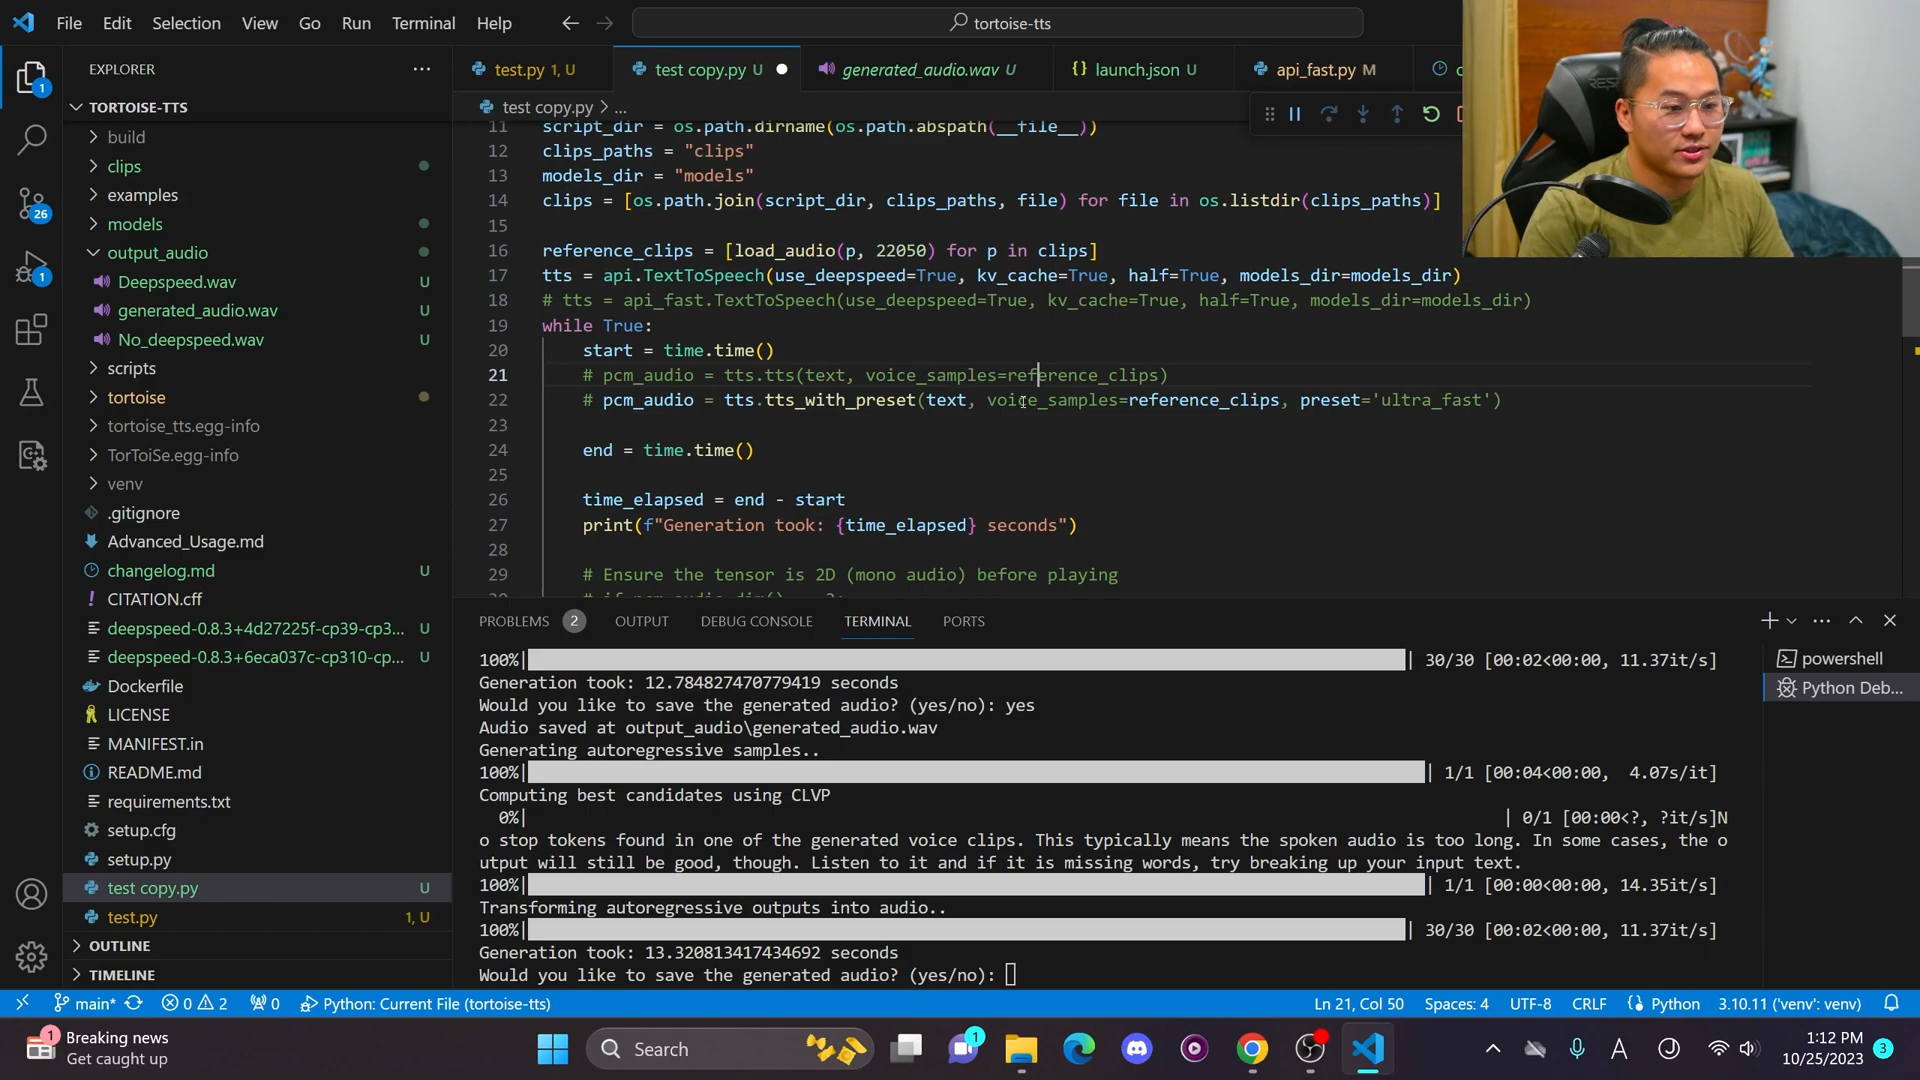 File Edit Selection View Go Run Terminal Help
tortoise-tts
EXPLORER
test.py 1, U
test copy.py U
generated_audio.wav U
launch.json U
api_fast.py M
TORTOISE-TTS
test copy.py > ...
build
clips
examples
models
output_audio
Deepspeed.wav U
generated_audio.wav U
No_deepspeed.wav U
scripts
tortoise
tortoise_tts.egg-info
TorToiSe.egg-info
venv
.gitignore
Advanced_Usage.md
changelog.md U
CITATION.cff
deepspeed-0.8.3+4d27225f-cp39-cp3... U
deepspeed-0.8.3+6eca037c-cp310-cp... U
Dockerfile
LICENSE
MANIFEST.in
README.md
requirements.txt
setup.cfg
setup.py
test copy.py U
test.py 1, U
OUTLINE
TIMELINE
1
26
1
11 script_dir = os.path.dirname(os.path.abspath(__file__))
12 clips_paths = "clips"
13 models_dir = "models"
14 clips = [os.path.join(script_dir, clips_paths, file) for file in os.listdir(clips_paths)]
15
16 reference_clips = [load_audio(p, 22050) for p in clips]
17 tts = api.TextToSpeech(use_deepspeed=True, kv_cache=True, half=True, models_dir=models_dir)
18 # tts = api_fast.TextToSpeech(use_deepspeed=True, kv_cache=True, half=True, models_dir=models_dir)
19 while True:
20 start = time.time()
21 # pcm_audio = tts.tts(text, voice_samples=reference_clips)
22 # pcm_audio = tts.tts_with_preset(text, voice_samples=reference_clips, preset='ultra_fast')
23
24 end = time.time()
25
26 time_elapsed = end - start
27 print(f"Generation took: {time_elapsed} seconds")
28
29 # Ensure the tensor is 2D (mono audio) before playing
PROBLEMS 2 OUTPUT DEBUG CONSOLE TERMINAL PORTS
powershell
Python Deb...
100%| | 30/30 [00:02<00:00, 11.37it/s]
Generation took: 12.784827470779419 seconds
Would you like to save the generated audio? (yes/no): yes
Audio saved at output_audio\generated_audio.wav
Generating autoregressive samples..
100%| | 1/1 [00:04<00:00, 4.07s/it]
Computing best candidates using CLVP
0%| | 0/1 [00:00<?, ?it/s]N
o stop tokens found in one of the generated voice clips. This typically means the spoken audio is too long. In some cases, the o
utput will still be good, though. Listen to it and if it is missing words, try breaking up your input text.
100%| | 1/1 [00:00<00:00, 14.35it/s]
Transforming autoregressive outputs into audio..
100%| | 30/30 [00:02<00:00, 11.37it/s]
Generation took: 13.320813417434692 seconds
Would you like to save the generated audio? (yes/no):
main* 0 2 0 Python: Current File (tortoise-tts) Ln 21, Col 50 Spaces: 4 UTF-8 CRLF Python 3.10.11 ('venv': venv)
1 Breaking news
Get caught up
Search
1
A
1:12 PM
10/25/2023
3